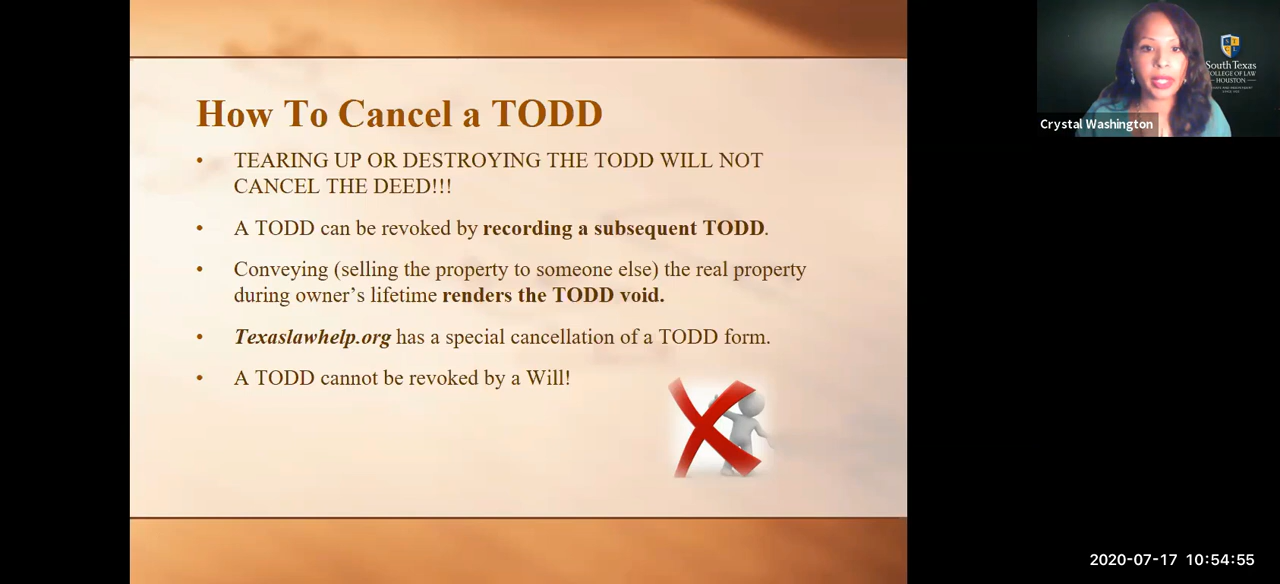 How To Cancel a TODD
• TEARING UP OR DESTROYING THE TODD WILL NOT
CANCEL THE DEED!!!
• A TODD can be revoked by recording a subsequent TODD.
• Conveying (selling the property to someone else) the real property
during owner's lifetime renders the TODD void.
• Texaslawhelp.org has a special cancellation of a TODD form.
• A TODD cannot be revoked by a Will!
South Texas
COLLEGE OF LAW
HOUSTON
Crystal Washington
2020-07-17 10:54:55